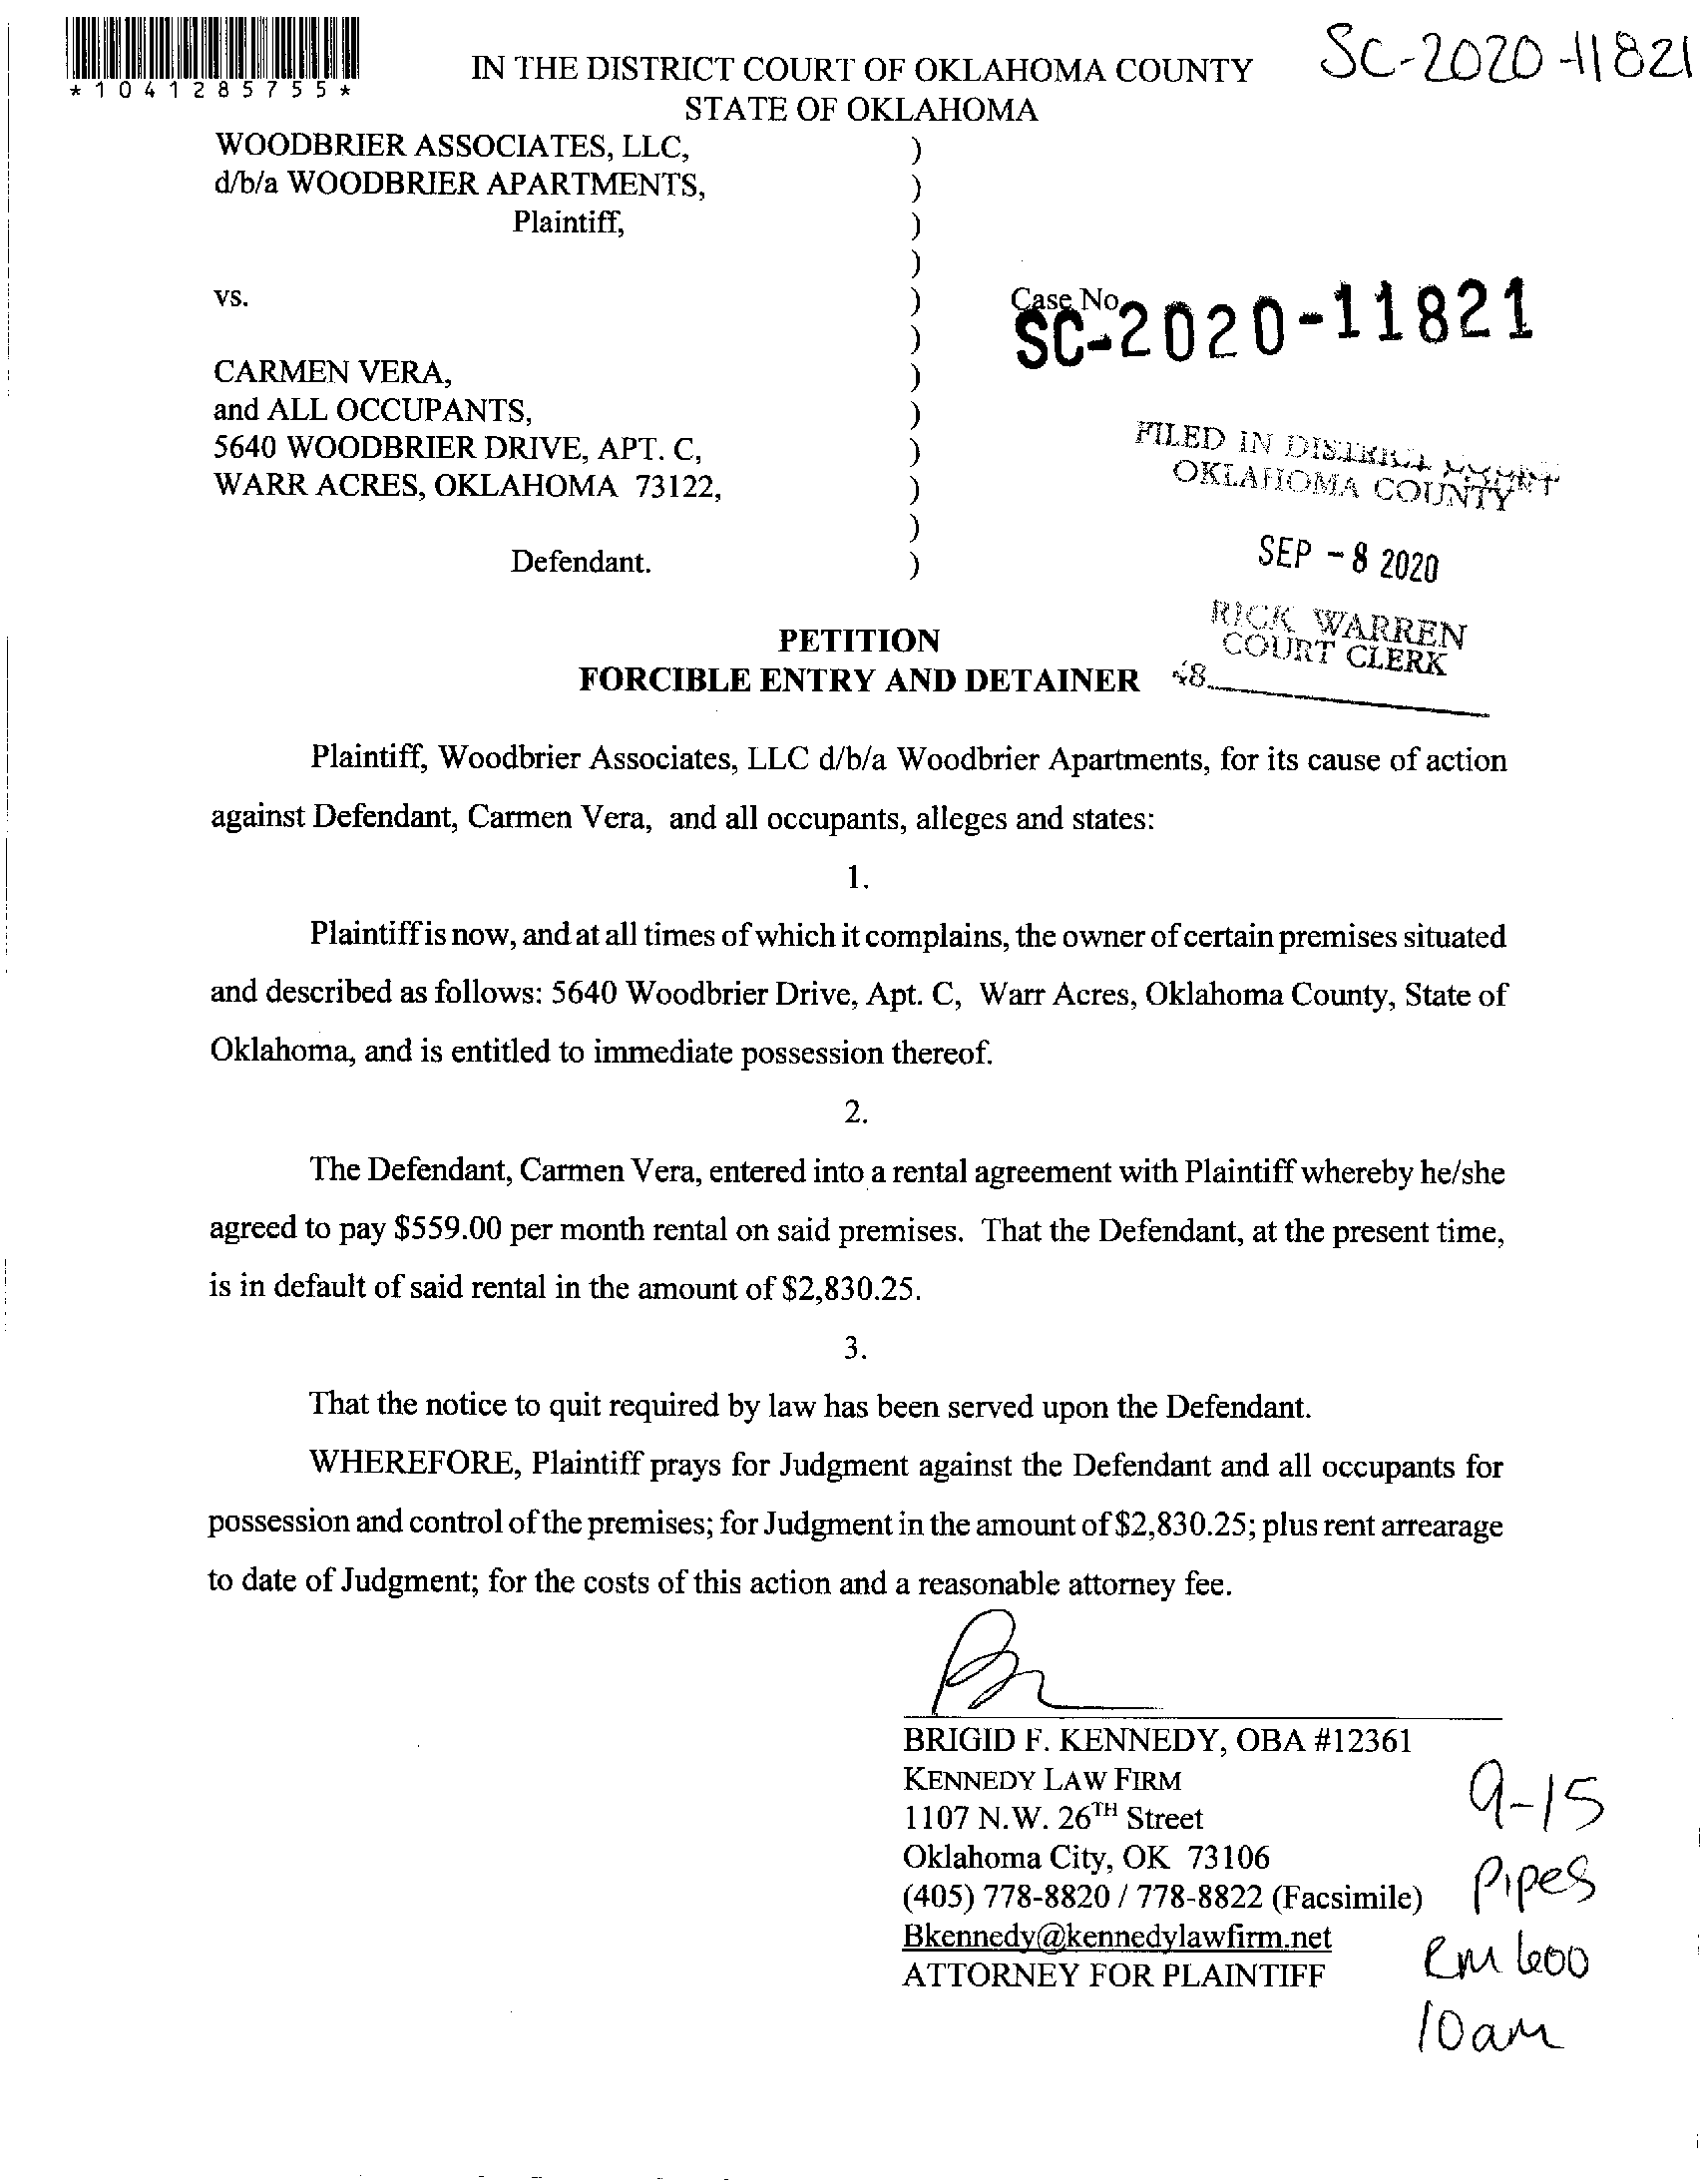 SC-2020-11821
*1041285755*
IN THE DISTRICT COURT OF OKLAHOMA COUNTY
STATE OF OKLAHOMA
WOODBRIER ASSOCIATES, LLC, )
d/b/a WOODBRIER APARTMENTS, )
Plaintiff, )
)
vs. ) Case No.
) SC-2020-11821
CARMEN VERA, )
and ALL OCCUPANTS, )
5640 WOODBRIER DRIVE, APT. C, )
WARR ACRES, OKLAHOMA 73122, )
)
Defendant. )
FILED IN DISTRICT COURT
OKLAHOMA COUNTY
SEP - 8 2020
RICK WARREN
COURT CLERK
48
PETITION
FORCIBLE ENTRY AND DETAINER
Plaintiff, Woodbrier Associates, LLC d/b/a Woodbrier Apartments, for its cause of action
against Defendant, Carmen Vera, and all occupants, alleges and states:
1.
Plaintiff is now, and at all times of which it complains, the owner of certain premises situated
and described as follows: 5640 Woodbrier Drive, Apt. C, Warr Acres, Oklahoma County, State of
Oklahoma, and is entitled to immediate possession thereof.
2.
The Defendant, Carmen Vera, entered into a rental agreement with Plaintiff whereby he/she
agreed to pay $559.00 per month rental on said premises. That the Defendant, at the present time,
is in default of said rental in the amount of $2,830.25.
3.
That the notice to quit required by law has been served upon the Defendant.
WHEREFORE, Plaintiff prays for Judgment against the Defendant and all occupants for
possession and control of the premises; for Judgment in the amount of $2,830.25; plus rent arrearage
to date of Judgment; for the costs of this action and a reasonable attorney fee.
BRIGID F. KENNEDY, OBA #12361
KENNEDY LAW FIRM
1107 N.W. 26TH Street
Oklahoma City, OK 73106
(405) 778-8820 / 778-8822 (Facsimile)
Bkennedy@kennedylawfirm.net
ATTORNEY FOR PLAINTIFF
9-15
Pipes
Rm 600
10am